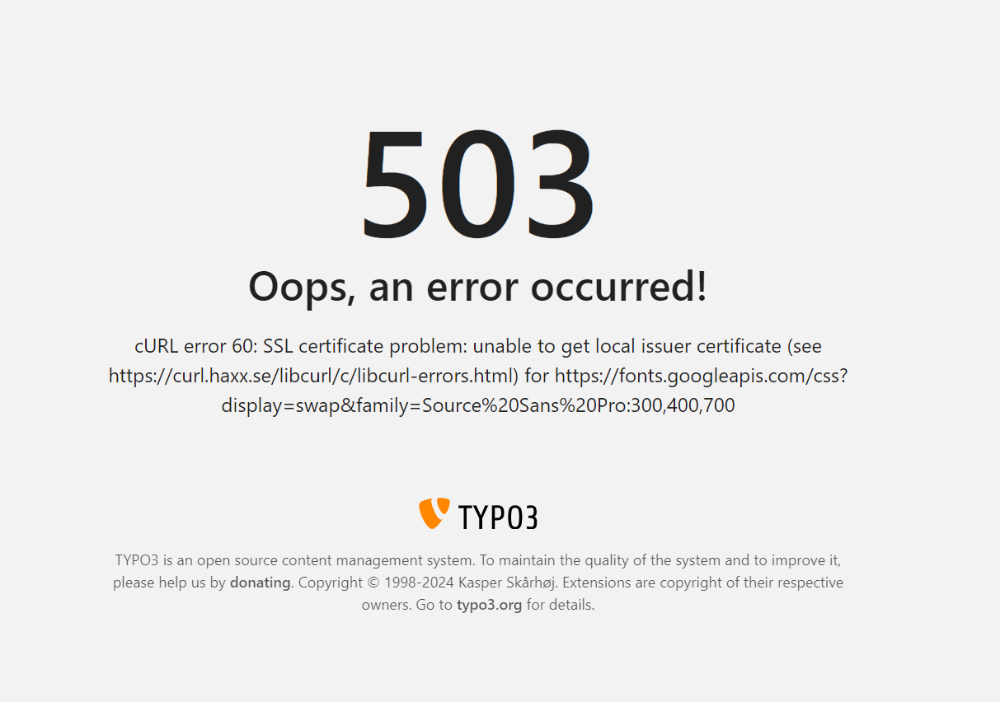 503
Oops, an error occurred!
cURL error 60: SSL certificate problem: unable to get local issuer certificate (see
https://curl.haxx.se/libcurl/c/libcurl-errors.html) for https://fonts.googleapis.com/css?
display=swap&family=Source%20Sans%20Pro:300,400,700
TYPO3
TYPO3 is an open source content management system. To maintain the quality of the system and to improve it,
please help us by donating. Copyright © 1998-2024 Kasper Skårhøj. Extensions are copyright of their respective
owners. Go to typo3.org for details.